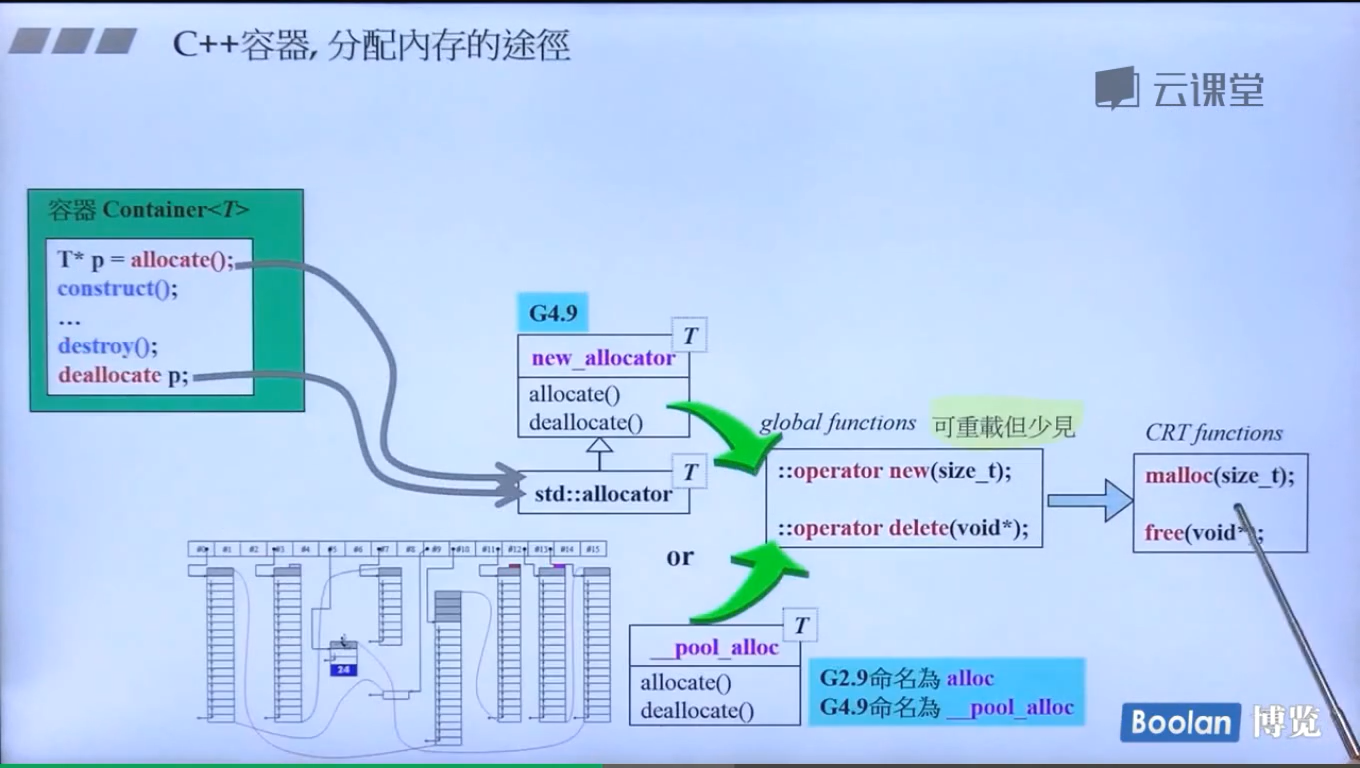 C++容器, 分配內存的途徑
云课堂
容器 Container<T>
T* p = allocate();
construct();
…
destroy();
deallocate p;
G4.9
T
new_allocator
allocate()
deallocate()
T
std::allocator
global functions 可重載但少見
::operator new(size_t);
::operator delete(void*);
CRT functions
malloc(size_t);
free(void*);
#0 #1 #2 #3 #4 #5 #6 #7 #8 #9 #10 #11 #12 #13 #14 #15
24
or
T
__pool_alloc
allocate()
deallocate()
G2.9命名為 alloc
G4.9命名為 __pool_alloc
Boolan 博览